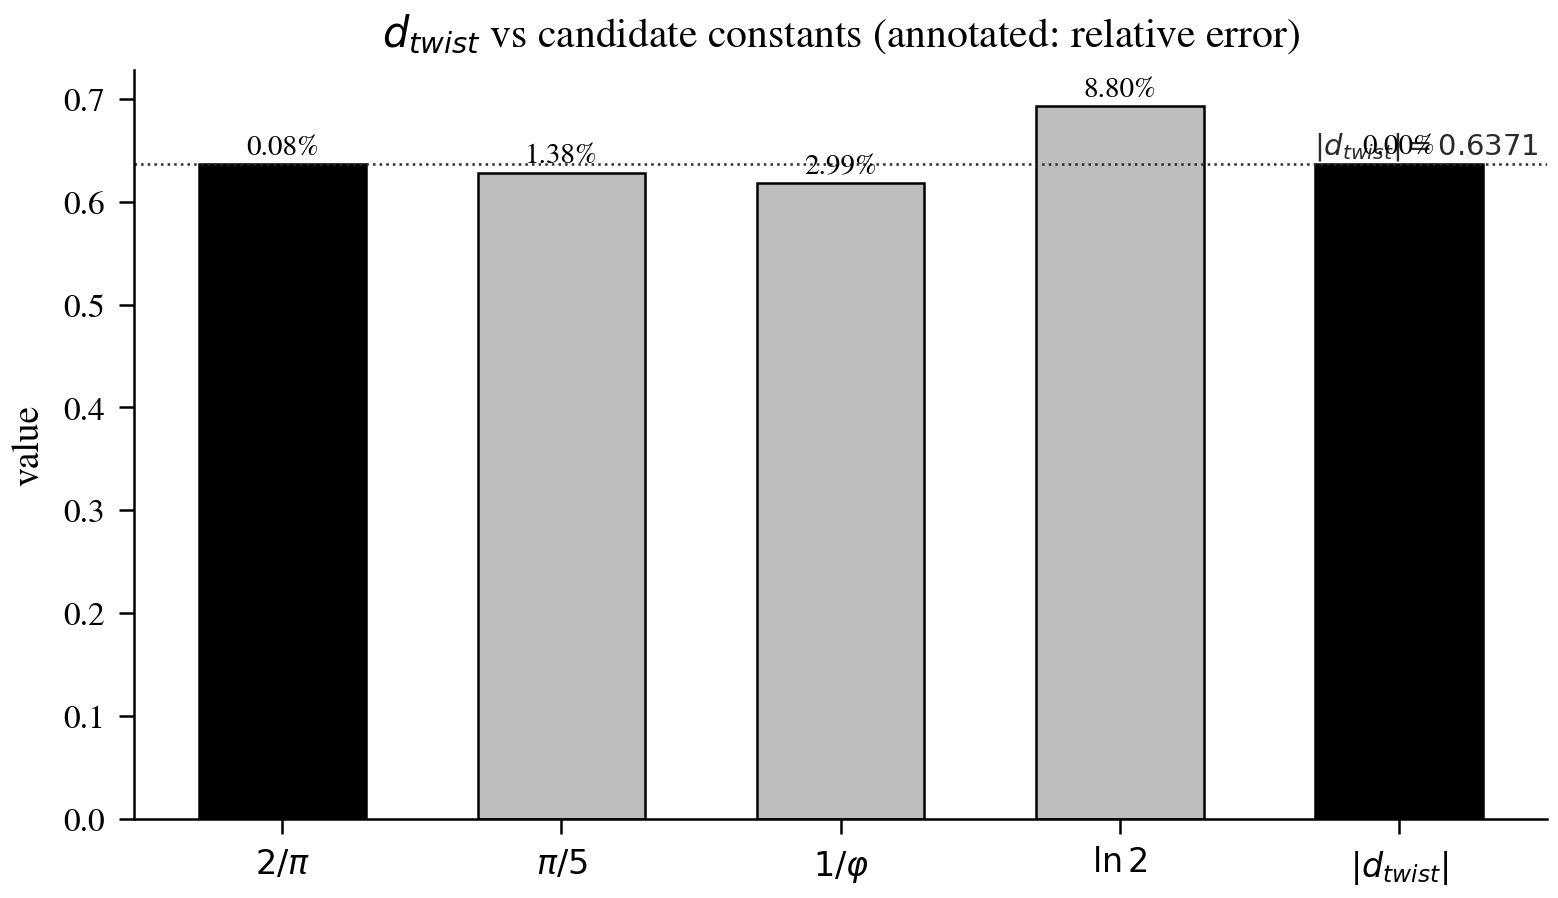 d_twist vs candidate constants (annotated: relative error)
value
0.7
0.6
0.5
0.4
0.3
0.2
0.1
0.0
0.08%
1.38%
2.99%
8.80%
0.00%
|d_twist| = 0.6371
2/π
π/5
1/φ
ln 2
|d_twist|